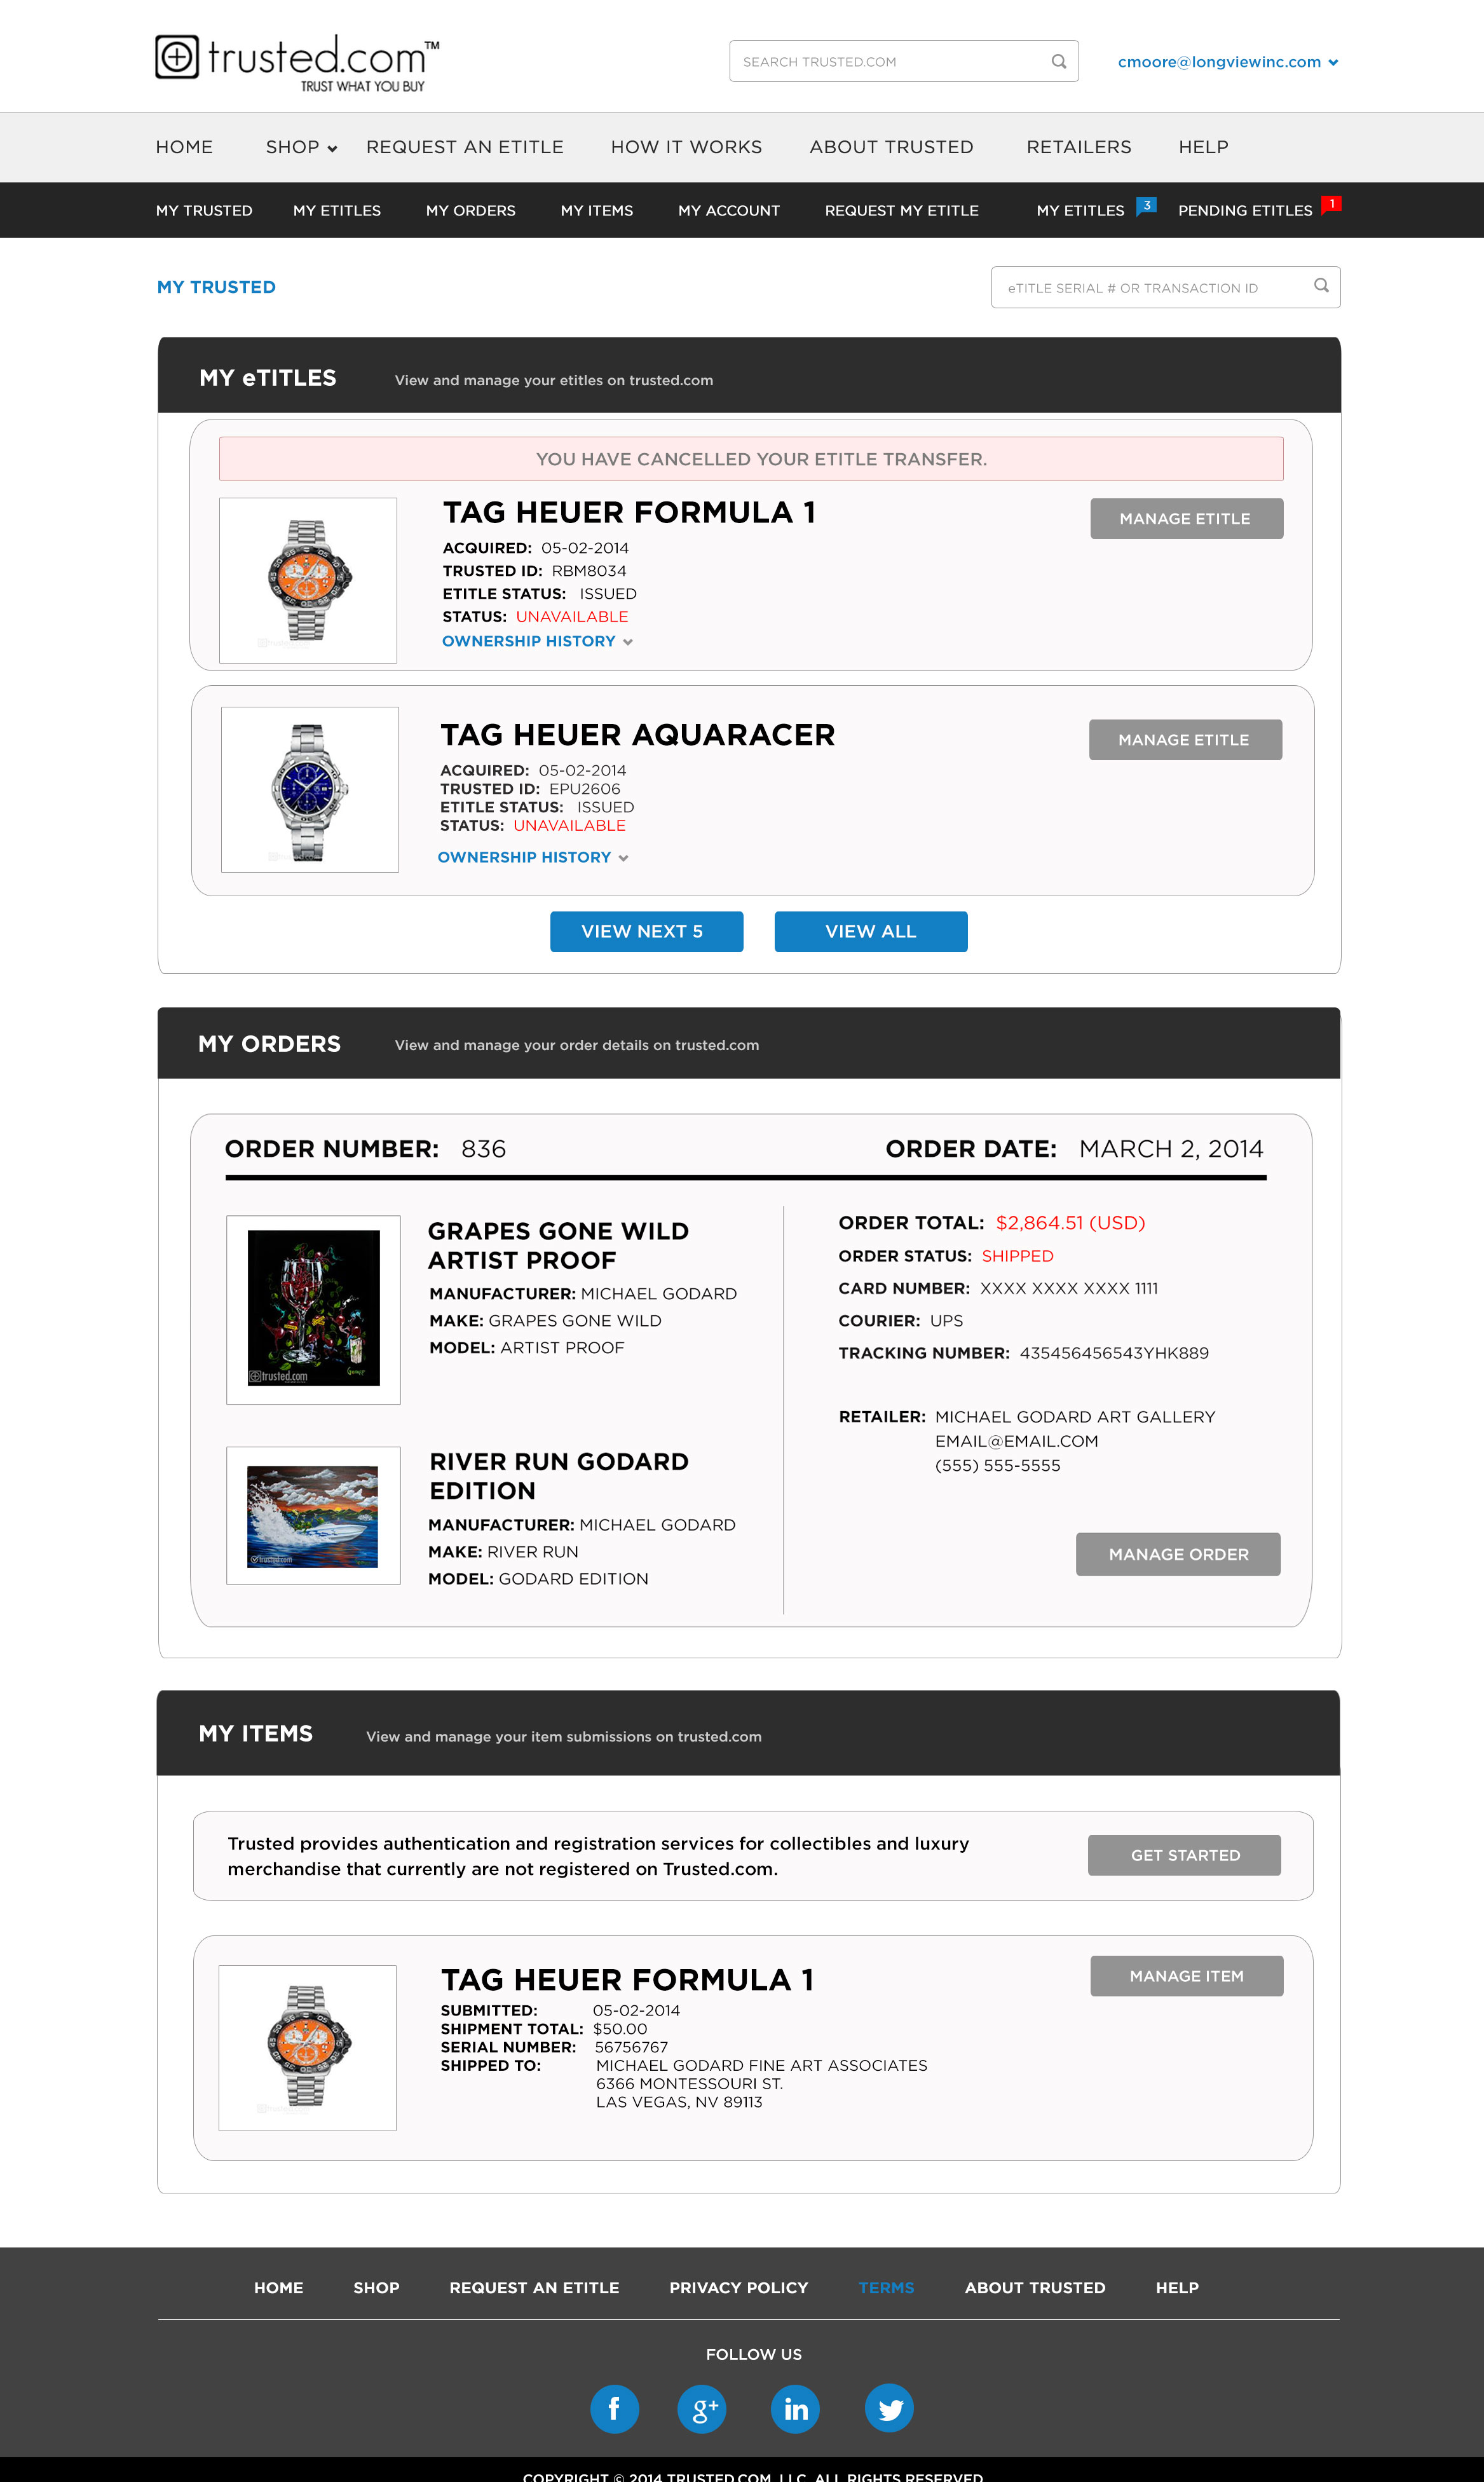 trusted.com™
TRUST WHAT YOU BUY
SEARCH TRUSTED.COM
cmoore@longviewinc.com
HOME SHOP REQUEST AN ETITLE HOW IT WORKS ABOUT TRUSTED RETAILERS HELP
MY TRUSTED MY ETITLES MY ORDERS MY ITEMS MY ACCOUNT REQUEST MY ETITLE MY ETITLES 3 PENDING ETITLES 1
MY TRUSTED
eTITLE SERIAL # OR TRANSACTION ID
MY eTITLES View and manage your etitles on trusted.com
YOU HAVE CANCELLED YOUR ETITLE TRANSFER.
TAG HEUER FORMULA 1
MANAGE ETITLE
ACQUIRED: 05-02-2014
TRUSTED ID: RBM8034
ETITLE STATUS: ISSUED
STATUS: UNAVAILABLE
OWNERSHIP HISTORY
TAG HEUER AQUARACER
MANAGE ETITLE
ACQUIRED: 05-02-2014
TRUSTED ID: EPU2606
ETITLE STATUS: ISSUED
STATUS: UNAVAILABLE
OWNERSHIP HISTORY
VIEW NEXT 5 VIEW ALL
MY ORDERS View and manage your order details on trusted.com
ORDER NUMBER: 836 ORDER DATE: MARCH 2, 2014
GRAPES GONE WILD
ARTIST PROOF
MANUFACTURER: MICHAEL GODARD
MAKE: GRAPES GONE WILD
MODEL: ARTIST PROOF
trusted.com
RIVER RUN GODARD
EDITION
MANUFACTURER: MICHAEL GODARD
MAKE: RIVER RUN
MODEL: GODARD EDITION
trusted.com
ORDER TOTAL: $2,864.51 (USD)
ORDER STATUS: SHIPPED
CARD NUMBER: XXXX XXXX XXXX 1111
COURIER: UPS
TRACKING NUMBER: 435456456543YHK889
RETAILER: MICHAEL GODARD ART GALLERY
EMAIL@EMAIL.COM
(555) 555-5555
MANAGE ORDER
MY ITEMS View and manage your item submissions on trusted.com
Trusted provides authentication and registration services for collectibles and luxury
merchandise that currently are not registered on Trusted.com.
GET STARTED
TAG HEUER FORMULA 1
MANAGE ITEM
SUBMITTED: 05-02-2014
SHIPMENT TOTAL: $50.00
SERIAL NUMBER: 56756767
SHIPPED TO: MICHAEL GODARD FINE ART ASSOCIATES
6366 MONTESSOURI ST.
LAS VEGAS, NV 89113
HOME SHOP REQUEST AN ETITLE PRIVACY POLICY TERMS ABOUT TRUSTED HELP
FOLLOW US
f g+ in
COPYRIGHT © 2014 TRUSTED.COM, LLC. ALL RIGHTS RESERVED